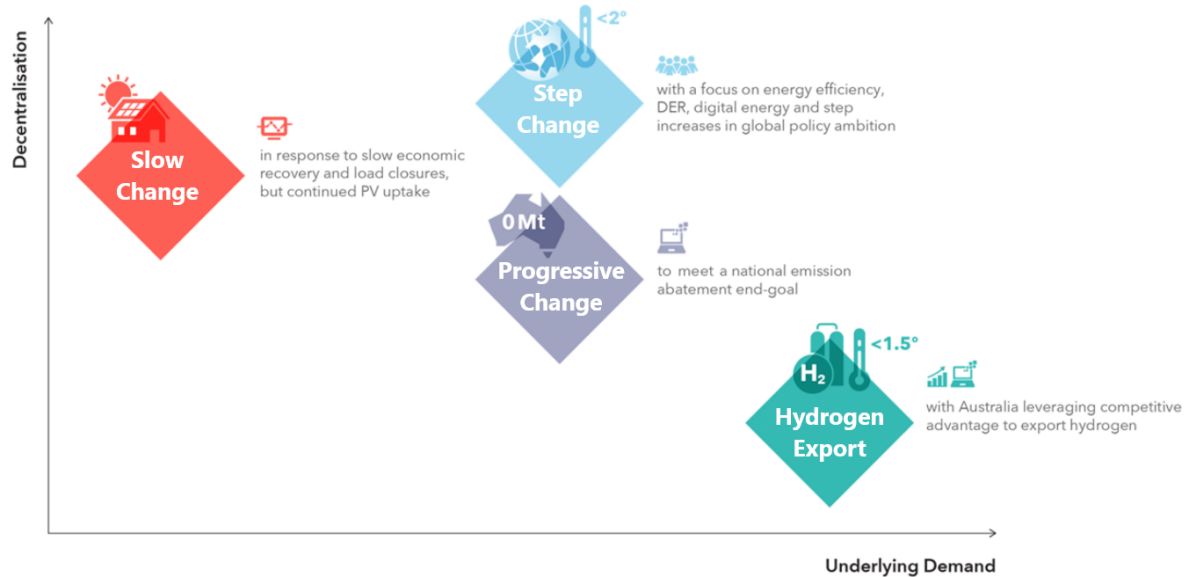 Decentralisation
<2°
Step
Change
with a focus on energy efficiency,
DER, digital energy and step
increases in global policy ambition
Slow
Change
in response to slow economic
recovery and load closures,
but continued PV uptake
0Mt
Progressive
Change
to meet a national emission
abatement end-goal
<1.5°
H₂
Hydrogen
Export
with Australia leveraging competitive
advantage to export hydrogen
Underlying Demand